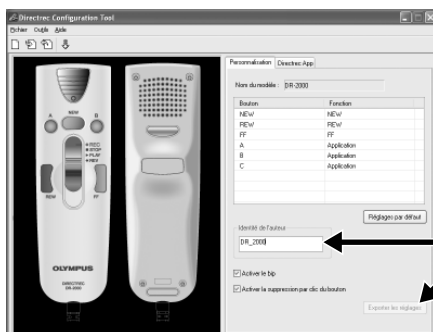 Directrec Configuration Tool
Fichier Outils Aide
Personnalisation Directrec App
Nom du modèle : DR-2000
Bouton Fonction
NEW NEW
REW REW
FF FF
A Application
B Application
C Application
Réglages par défaut
Identité de l'auteur
DR_2000
Activer le bip
Activer la suppression par clic du bouton
Exporter les réglages
A NEW B
REC
STOP
PLAY
REV
REW FF
OLYMPUS
DIRECTREC
DR-2000